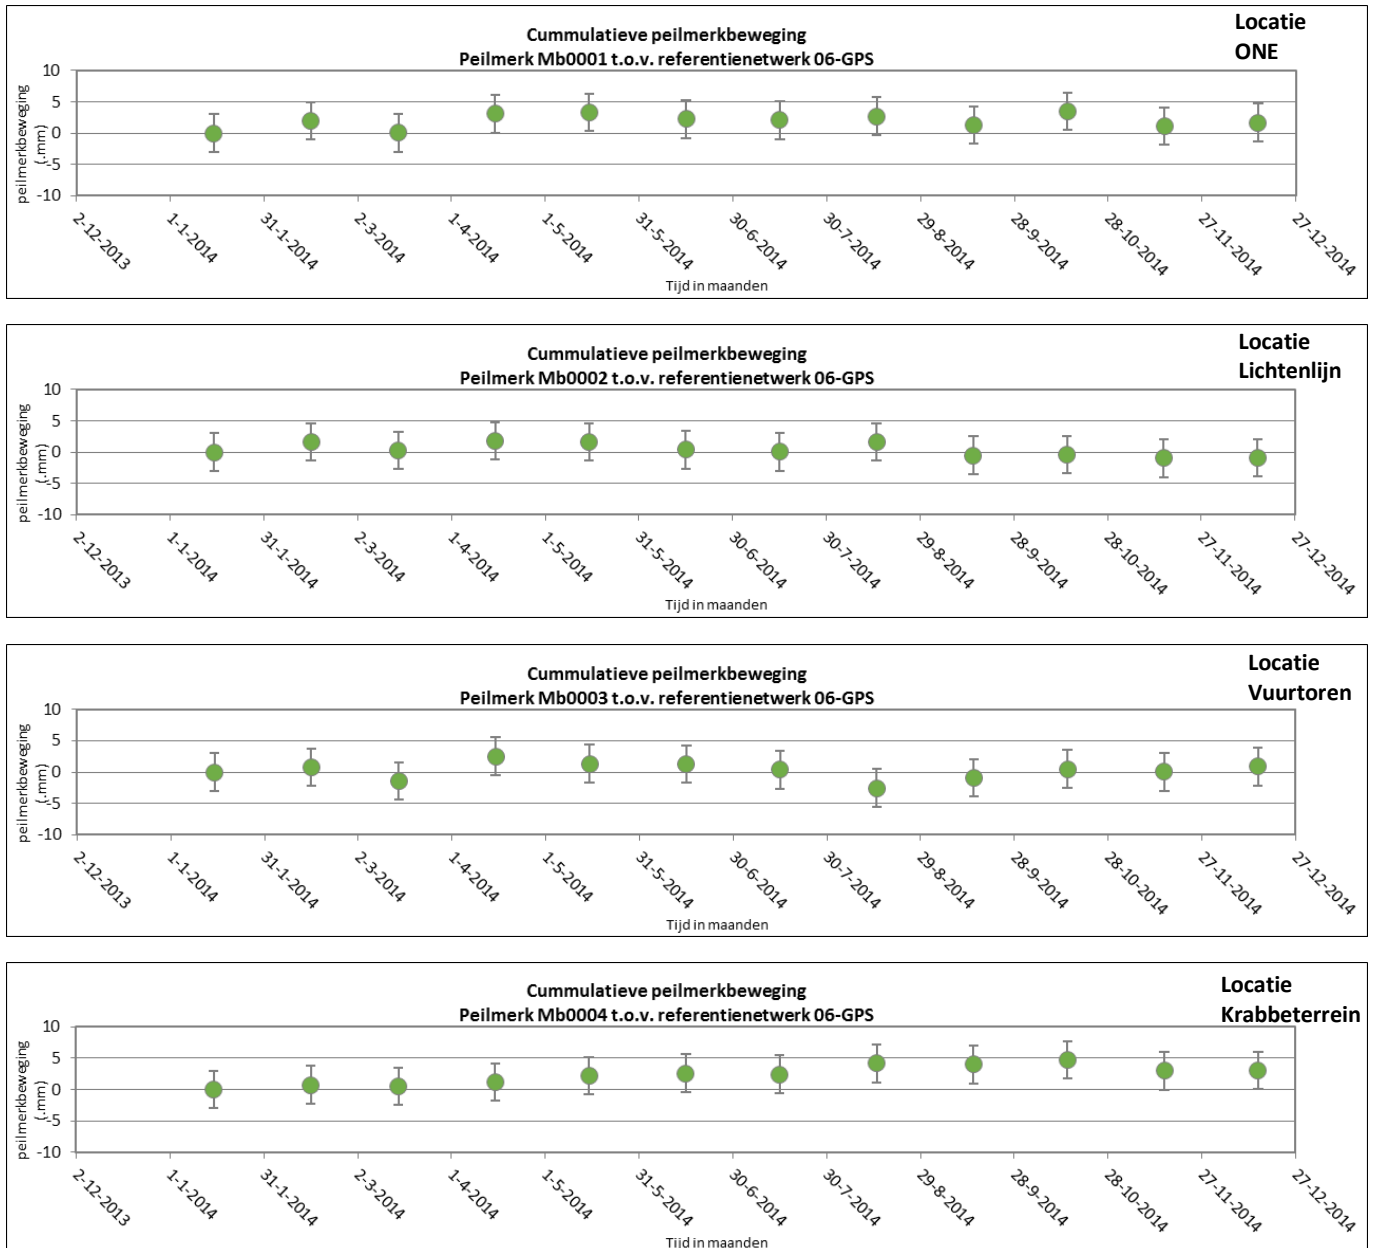 Locatie
ONE
Cummulatieve peilmerkbeweging
Peilmerk Mb0001 t.o.v. referentienetwerk 06-GPS
peilmerkbeweging
(.mm)
10
5
0
-5
-10
2-12-2013
1-1-2014
31-1-2014
2-3-2014
1-4-2014
1-5-2014
31-5-2014
30-6-2014
30-7-2014
29-8-2014
28-9-2014
28-10-2014
27-11-2014
27-12-2014
Tijd in maanden
Locatie
Lichtenlijn
Cummulatieve peilmerkbeweging
Peilmerk Mb0002 t.o.v. referentienetwerk 06-GPS
peilmerkbeweging
(.mm)
10
5
0
-5
-10
2-12-2013
1-1-2014
31-1-2014
2-3-2014
1-4-2014
1-5-2014
31-5-2014
30-6-2014
30-7-2014
29-8-2014
28-9-2014
28-10-2014
27-11-2014
27-12-2014
Tijd in maanden
Locatie
Vuurtoren
Cummulatieve peilmerkbeweging
Peilmerk Mb0003 t.o.v. referentienetwerk 06-GPS
peilmerkbeweging
(.mm)
10
5
0
-5
-10
2-12-2013
1-1-2014
31-1-2014
2-3-2014
1-4-2014
1-5-2014
31-5-2014
30-6-2014
30-7-2014
29-8-2014
28-9-2014
28-10-2014
27-11-2014
27-12-2014
Tijd in maanden
Locatie
Krabbeterrein
Cummulatieve peilmerkbeweging
Peilmerk Mb0004 t.o.v. referentienetwerk 06-GPS
peilmerkbeweging
(.mm)
10
5
0
-5
-10
2-12-2013
1-1-2014
31-1-2014
2-3-2014
1-4-2014
1-5-2014
31-5-2014
30-6-2014
30-7-2014
29-8-2014
28-9-2014
28-10-2014
27-11-2014
27-12-2014
Tijd in maanden